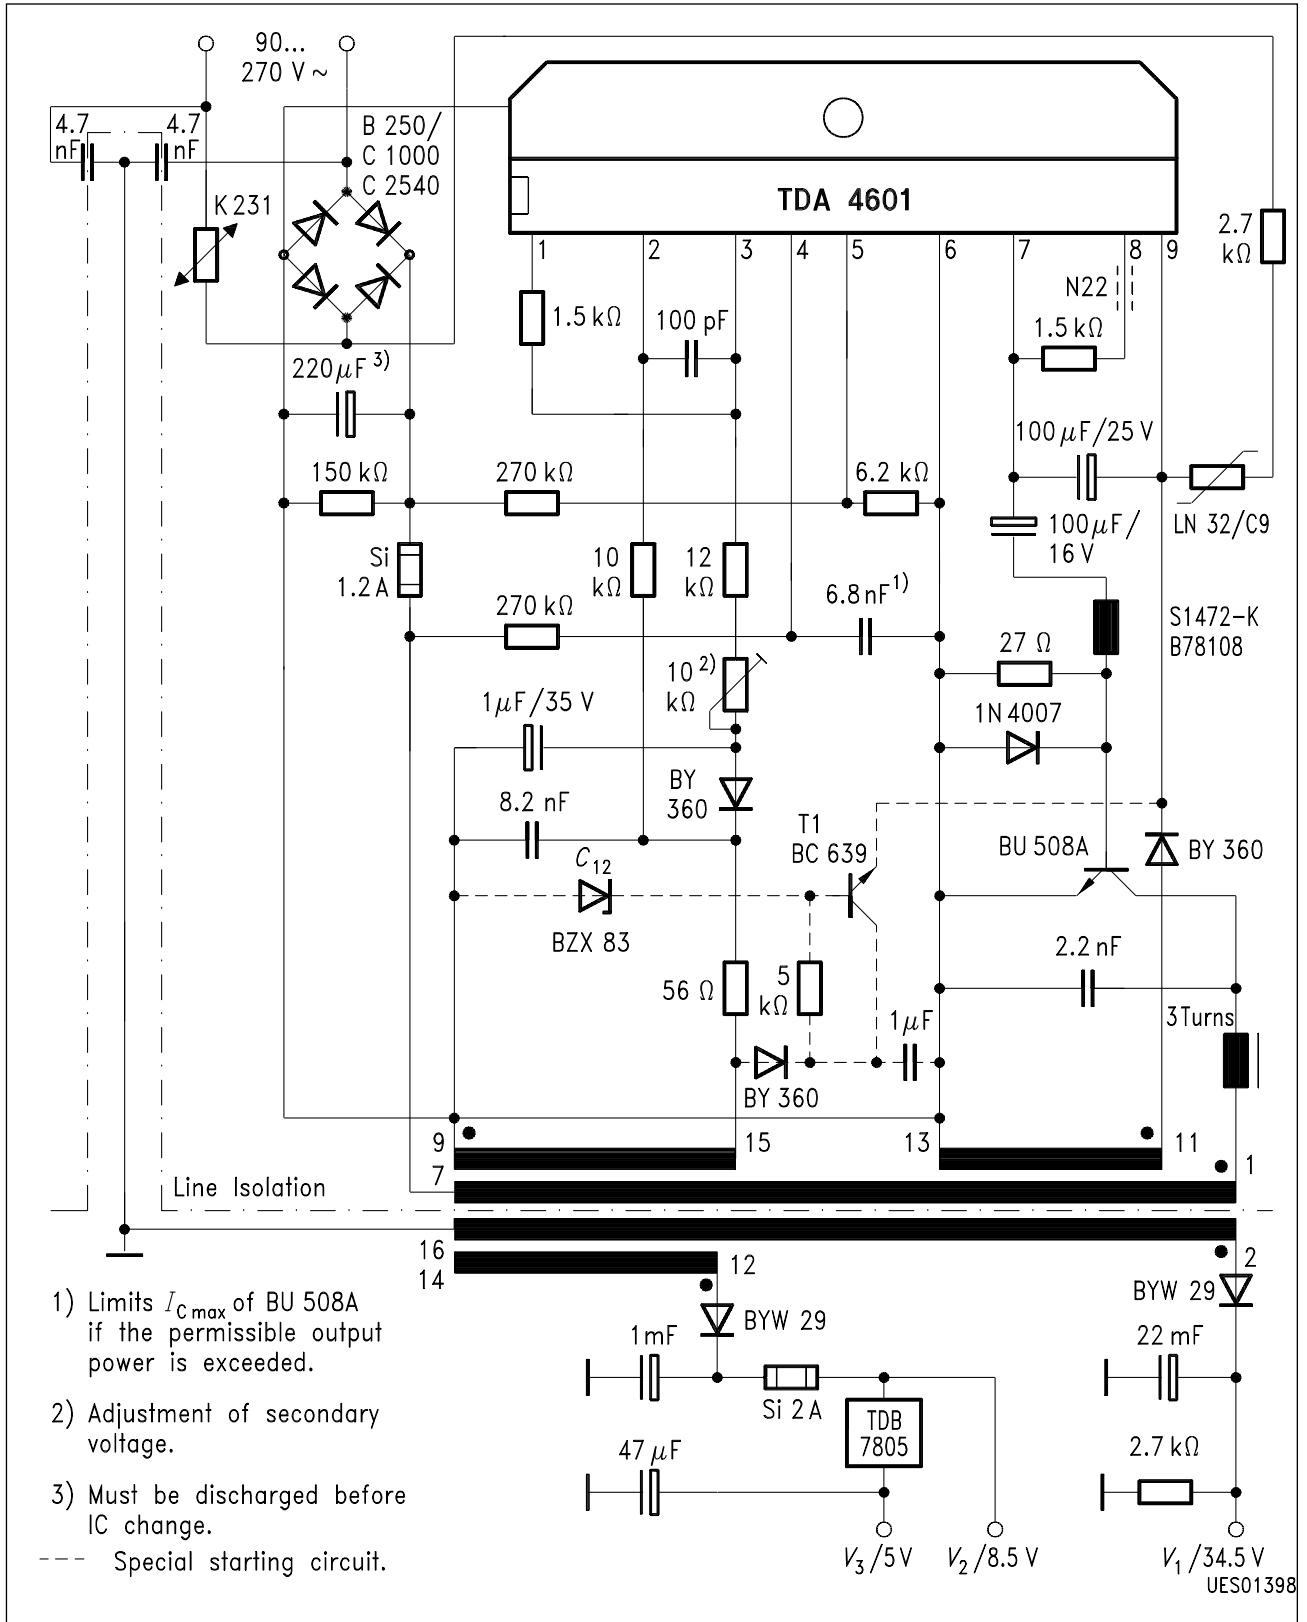 90...
270 V ~
4.7
nF
4.7
nF
B 250/
C 1000
C 2540
K 231
TDA 4601
1 2 3 4 5 6 7 8 9
2.7
kΩ
N22
1.5 kΩ
100 pF
1.5 kΩ
220 μF 3)
100 μF/25 V
150 kΩ
270 kΩ
6.2 kΩ
LN 32/C9
100 μF/
16 V
Si
1.2 A
10
kΩ
12
kΩ
270 kΩ
6.8 nF 1)
S1472-K
B78108
27 Ω
10 2)
kΩ
1 μF/35 V
1N 4007
BY
360
8.2 nF
T1
BC 639
BU 508A
BY 360
C12
BZX 83
2.2 nF
56 Ω
5
kΩ
1 μF
3Turns
BY 360
9
15
13
11
7
1
Line Isolation
16
14
12
2
BYW 29
BYW 29
1 mF
22 mF
Si 2 A
TDB
7805
47 μF
2.7 kΩ
V3 /5 V
V2 /8.5 V
V1 /34.5 V
UES01398
1) Limits IC max of BU 508A
if the permissible output
power is exceeded.
2) Adjustment of secondary
voltage.
3) Must be discharged before
IC change.
--- Special starting circuit.